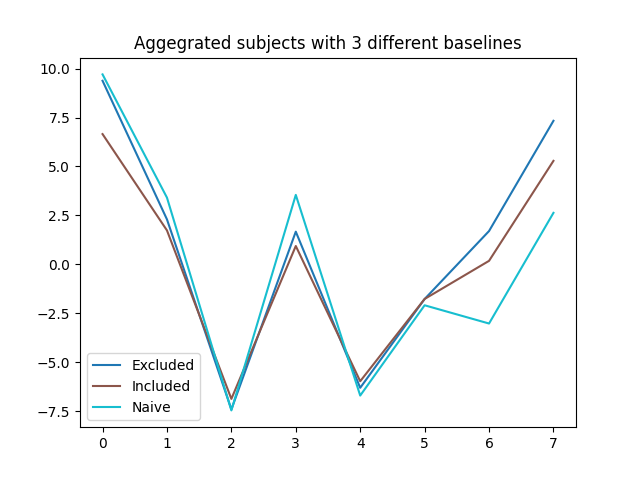 Aggegrated subjects with 3 different baselines
10.0
7.5
5.0
2.5
0.0
−2.5
−5.0
−7.5
Excluded
Included
Naive
0 1 2 3 4 5 6 7